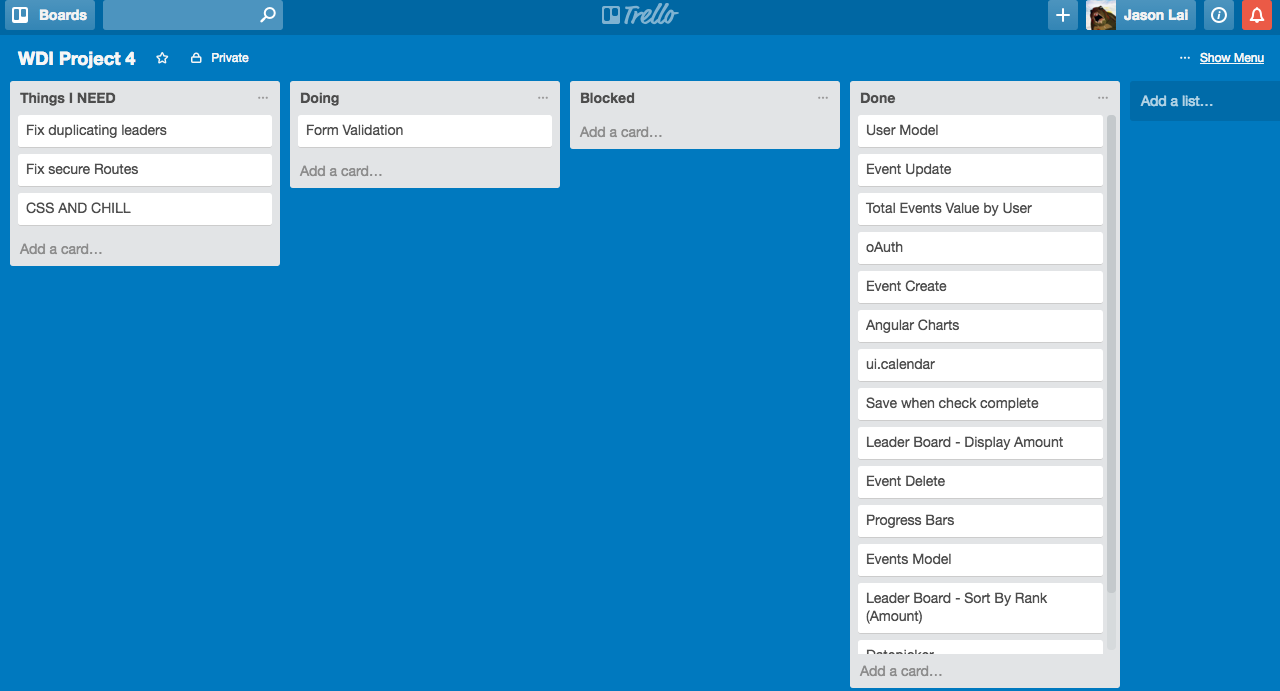 Boards
Trello
Jason Lai
WDI Project 4
Private
... Show Menu
Things I NEED
...
Fix duplicating leaders
Fix secure Routes
CSS AND CHILL
Add a card...
Doing
...
Form Validation
Add a card...
Blocked
...
Add a card...
Done
...
User Model
Event Update
Total Events Value by User
oAuth
Event Create
Angular Charts
ui.calendar
Save when check complete
Leader Board - Display Amount
Event Delete
Progress Bars
Events Model
Leader Board - Sort By Rank
(Amount)
Datepicker
Add a card...
Add a list...